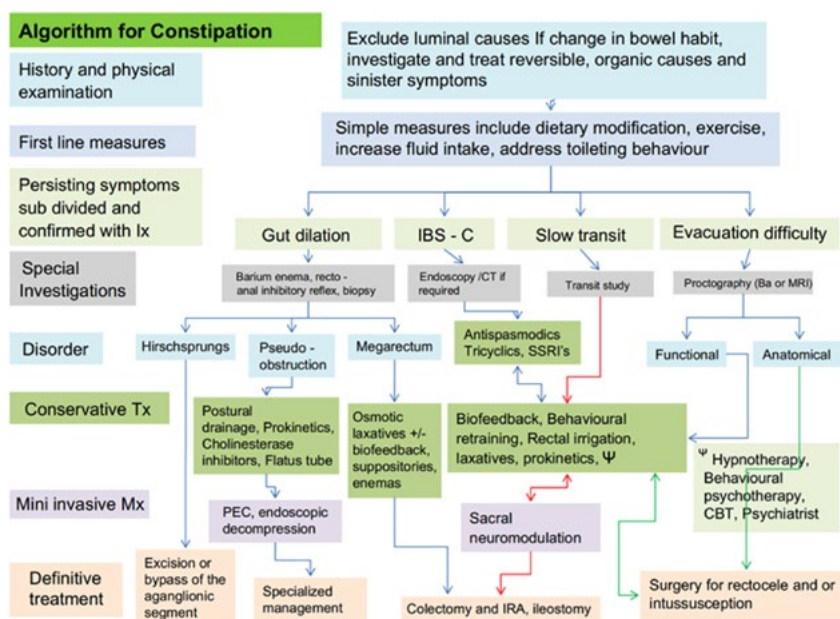 Algorithm for Constipation
Exclude luminal causes If change in bowel habit,
investigate and treat reversible, organic causes and
sinister symptoms
History and physical
examination
First line measures
Simple measures include dietary modification, exercise,
increase fluid intake, address toileting behaviour
Persisting symptoms
sub divided and
confirmed with Ix
Gut dilation
IBS - C
Slow transit
Evacuation difficulty
Special
Investigations
Barium enema, recto -
anal inhibitory reflex, biopsy
Endoscopy /CT if
required
Transit study
Proctography (Ba or MRI)
Disorder
Hirschsprungs
Pseudo -
obstruction
Megarectum
Antispasmodics
Tricyclics, SSRI's
Functional
Anatomical
Conservative Tx
Postural
drainage, Prokinetics,
Cholinesterase
inhibitors, Flatus tube
Osmotic
laxatives +/-
biofeedback,
suppositories,
enemas
Biofeedback, Behavioural
retraining, Rectal irrigation,
laxatives, prokinetics, Ψ
Ψ Hypnotherapy,
Behavioural
psychotherapy,
CBT, Psychiatrist
Mini invasive Mx
PEC, endoscopic
decompression
Sacral
neuromodulation
Definitive
treatment
Excision or
bypass of the
aganglionic
segment
Specialized
management
Colectomy and IRA, ileostomy
Surgery for rectocele and or
intussusception